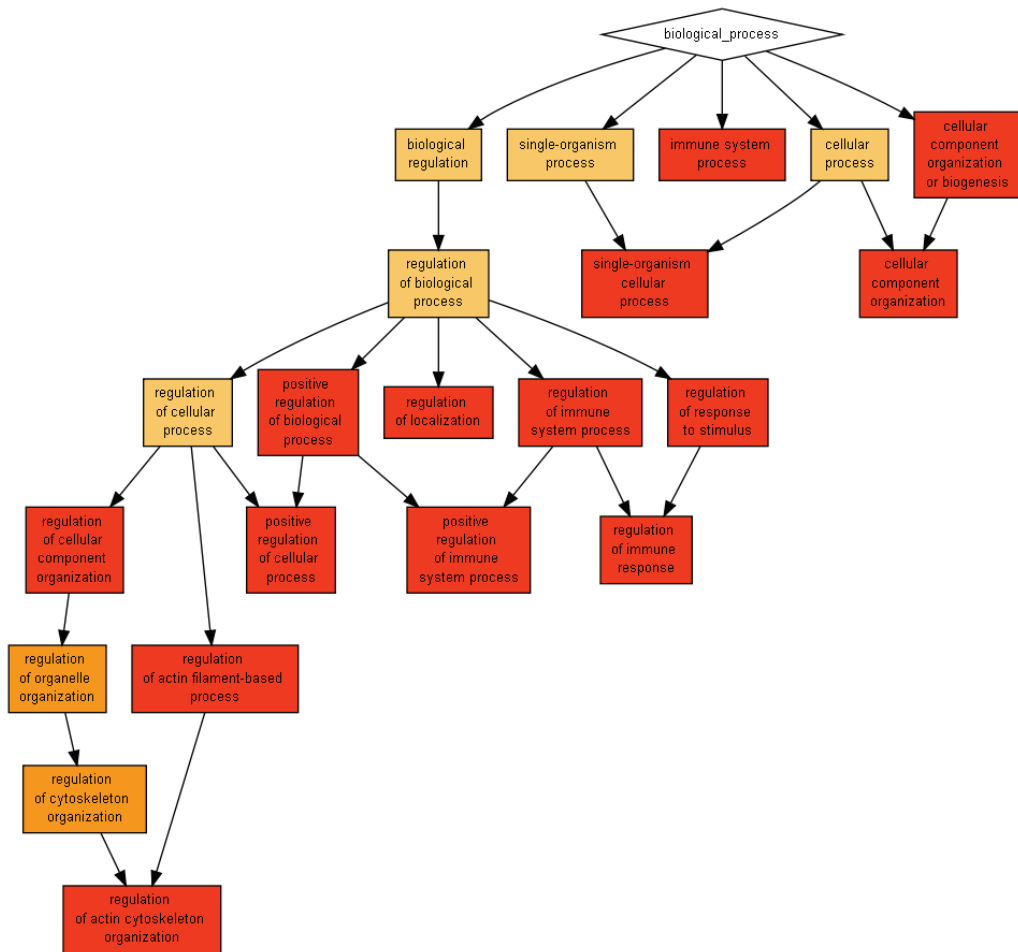 biological_process
biological
regulation
single-organism
process
immune system
process
cellular
process
cellular
component
organization
or biogenesis
regulation
of biological
process
single-organism
cellular
process
cellular
component
organization
regulation
of cellular
process
positive
regulation
of biological
process
regulation
of localization
regulation
of immune
system process
regulation
of response
to stimulus
regulation
of cellular
component
organization
positive
regulation
of cellular
process
positive
regulation
of immune
system process
regulation
of immune
response
regulation
of organelle
organization
regulation
of actin filament-based
process
regulation
of cytoskeleton
organization
regulation
of actin cytoskeleton
organization